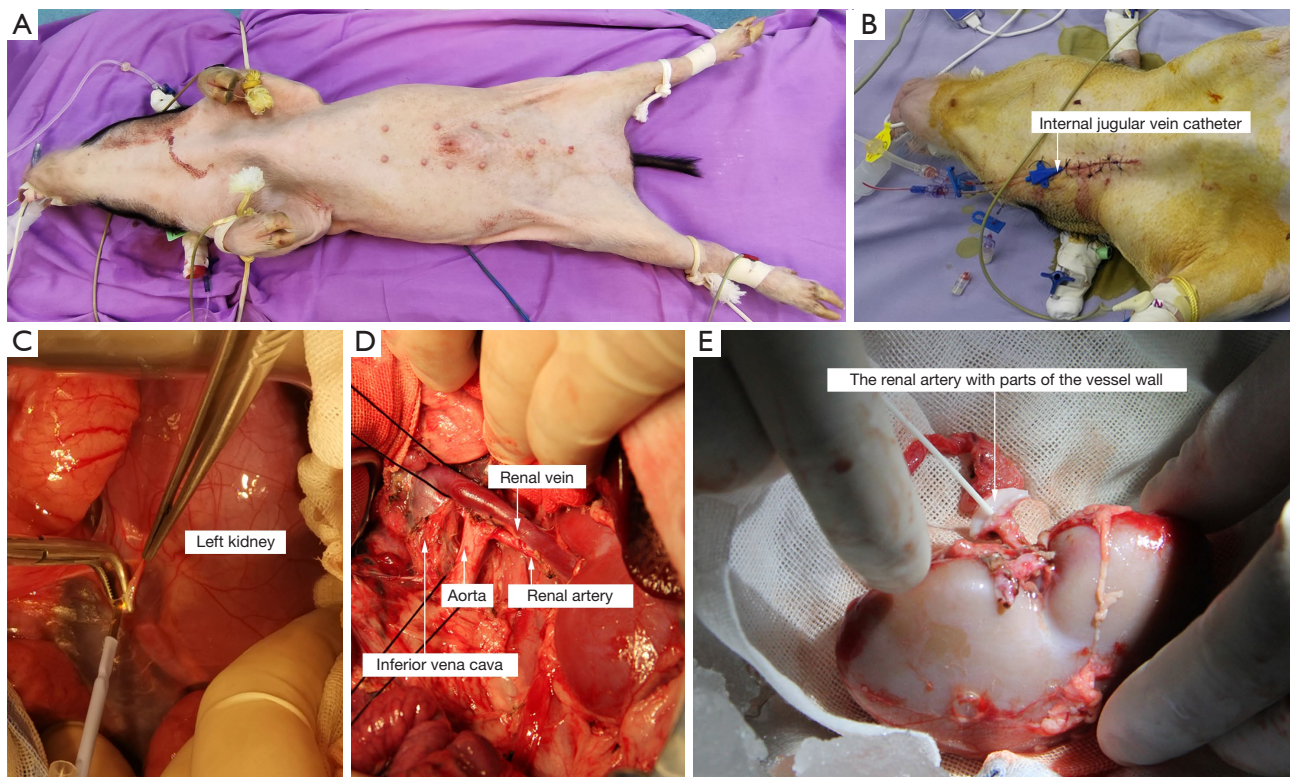 A
B
Internal jugular vein catheter
C
Left kidney
D
Renal vein
Aorta
Renal artery
Inferior vena cava
E
The renal artery with parts of the vessel wall